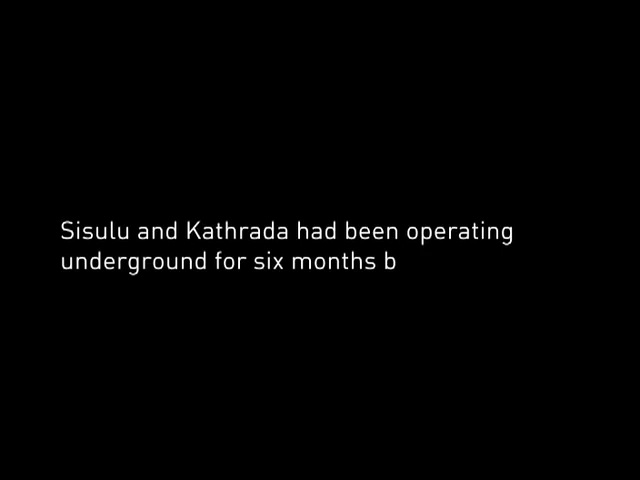 Sisulu and Kathrada had been operating
underground for six months b